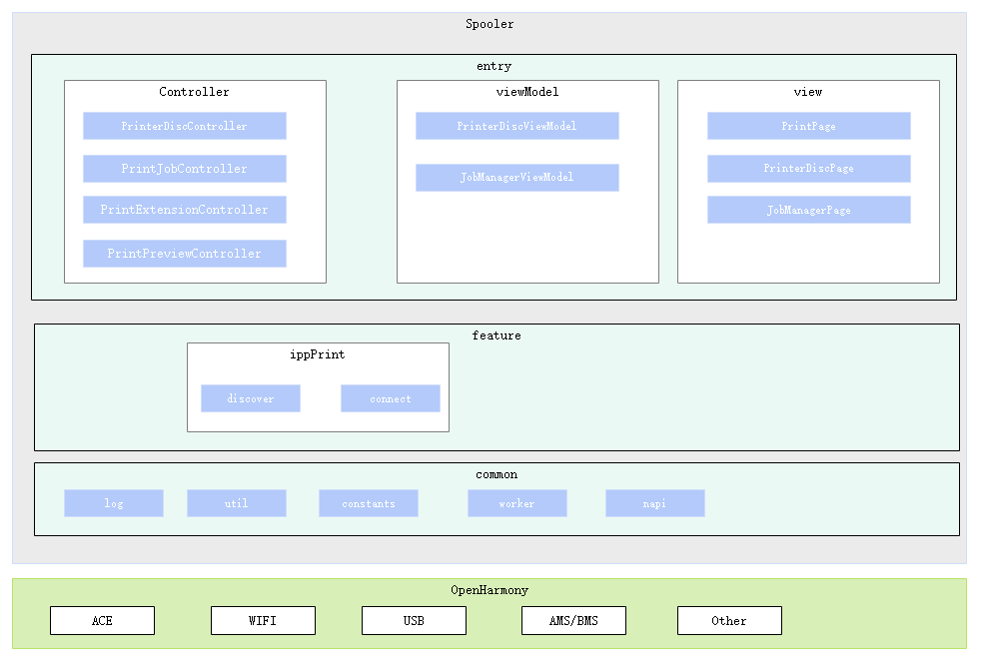 Spooler
entry
Controller
PrinterDiscController
PrintJobController
PrintExtensionController
PrintPreviewController
viewModel
PrinterDiscViewModel
JobManagerViewModel
view
PrintPage
PrinterDiscPage
JobManagerPage
feature
ippPrint
discover
connect
common
log
util
constants
worker
napi
OpenHarmony
ACE
WIFI
USB
AMS/BMS
Other